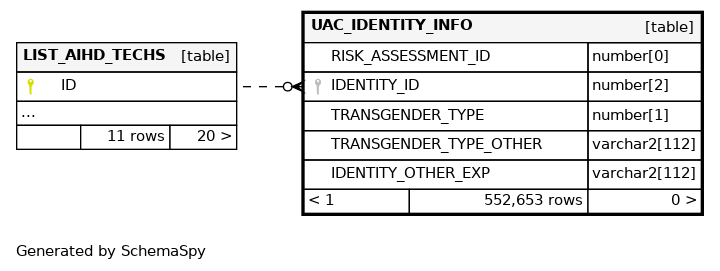 LIST_AIHD_TECHS [table]
ID
...
11 rows 20 >
UAC_IDENTITY_INFO [table]
RISK_ASSESSMENT_ID number[0]
IDENTITY_ID number[2]
TRANSGENDER_TYPE number[1]
TRANSGENDER_TYPE_OTHER varchar2[112]
IDENTITY_OTHER_EXP varchar2[112]
< 1 552,653 rows 0 >
Generated by SchemaSpy